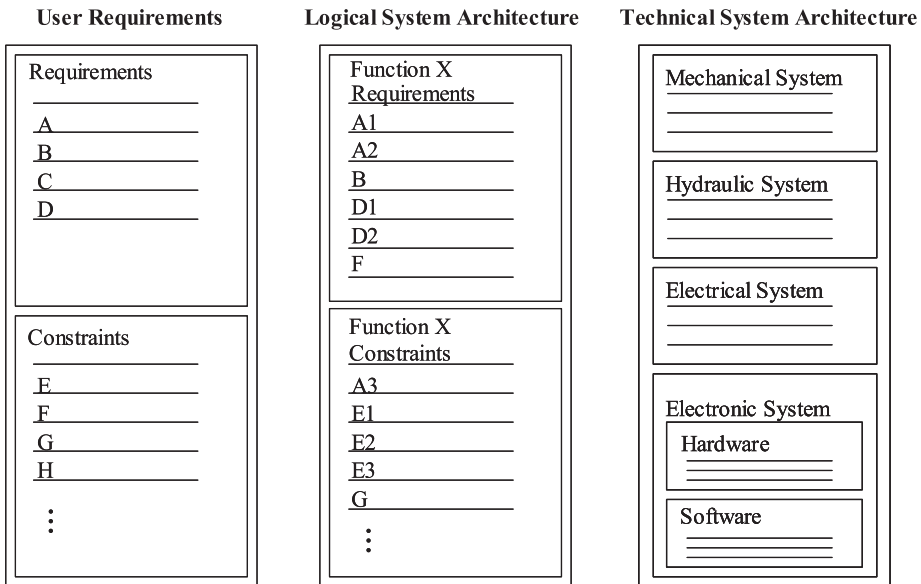 User Requirements
Requirements
A
B
C
D
Constraints
E
F
G
H
Logical System Architecture
Function X
Requirements
A1
A2
B
D1
D2
F
Function X
Constraints
A3
E1
E2
E3
G
Technical System Architecture
Mechanical System
Hydraulic System
Electrical System
Electronic System
Hardware
Software